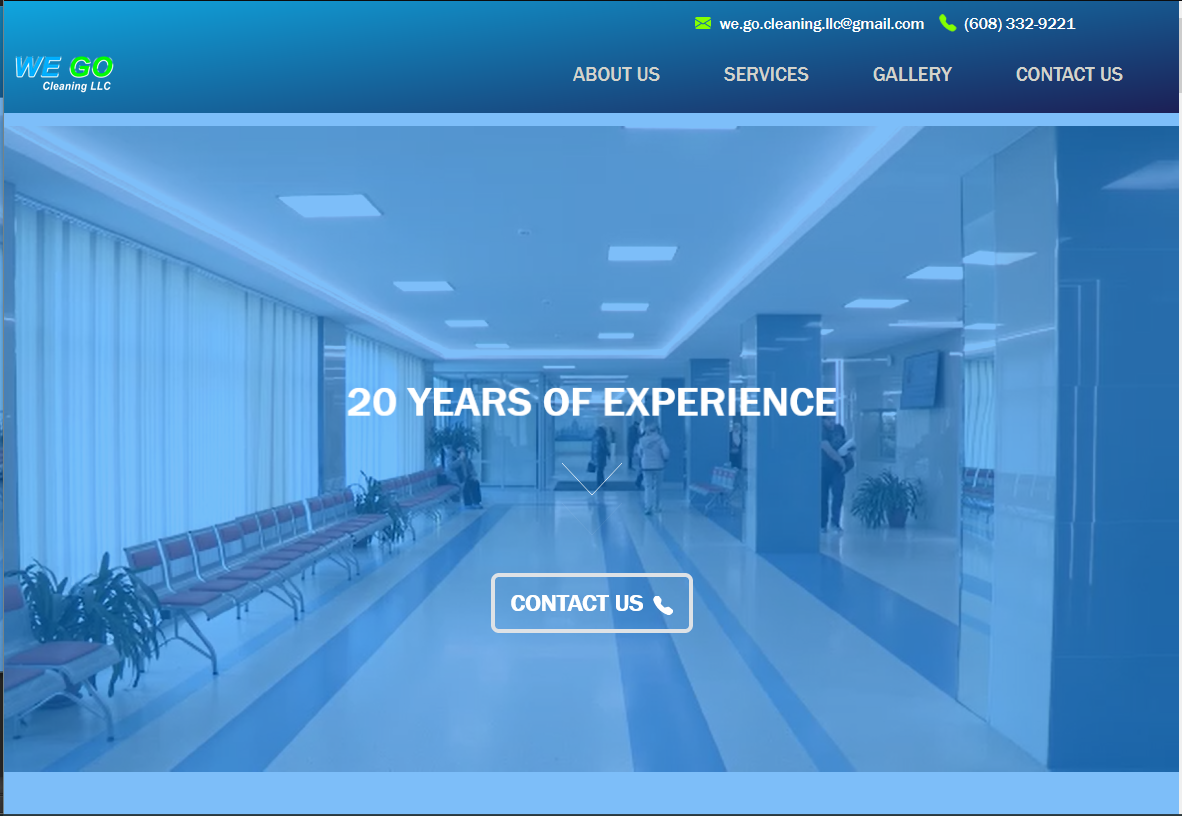 we.go.cleaning.llc@gmail.com (608) 332-9221
WE GO
Cleaning LLC
ABOUT US SERVICES GALLERY CONTACT US
20 YEARS OF EXPERIENCE
CONTACT US